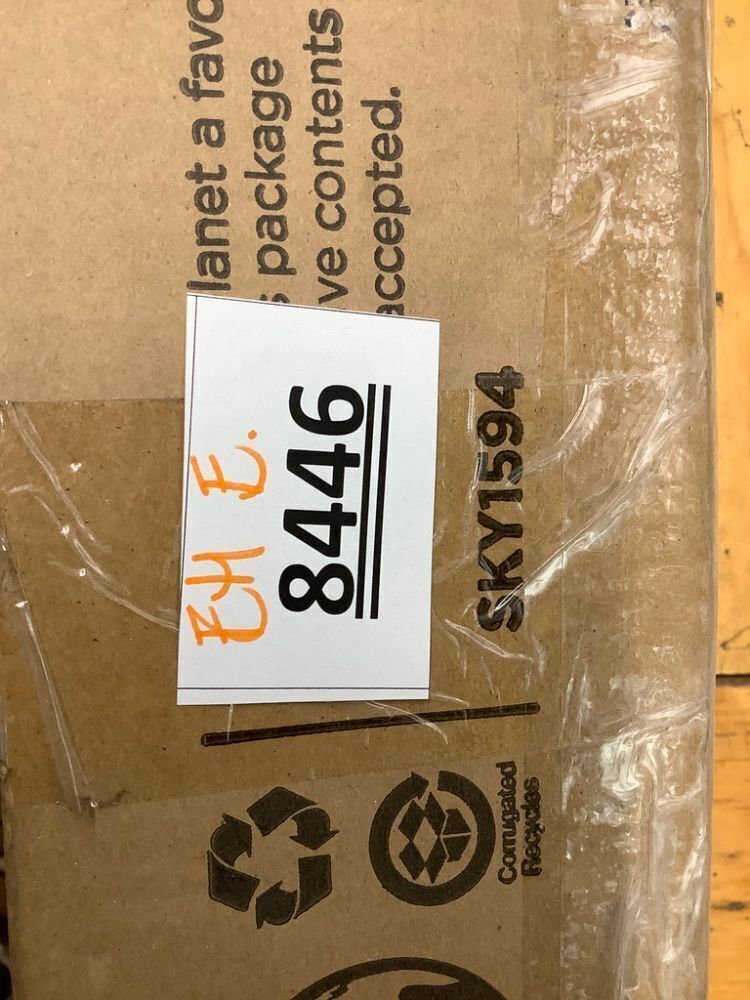 lanet a favo
package
ve contents
accepted.
EH E.
8446
SKY1594
Corrugated
Recycles